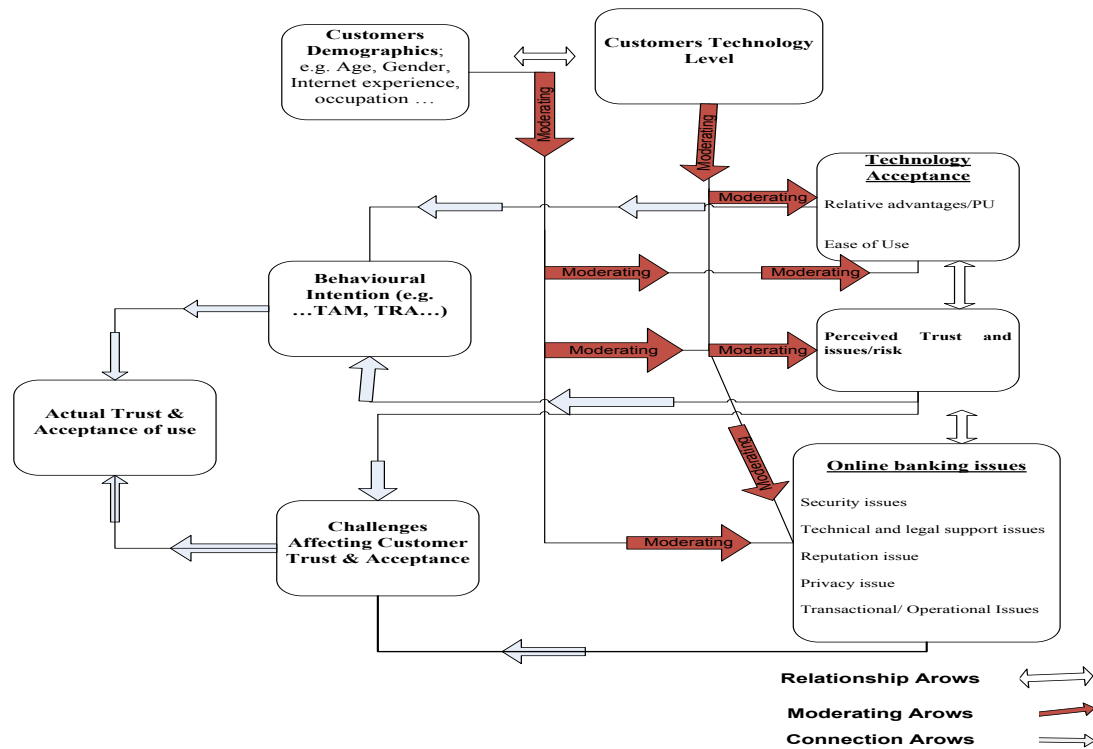 Customers
Demographics;
e.g. Age, Gender,
Internet experience,
occupation …
Customers Technology
Level
Moderating
Moderating
Technology
Acceptance
Relative advantages/PU
Ease of Use
Moderating
Moderating
Moderating
Behavioural
Intention (e.g.
…TAM, TRA…)
Moderating
Moderating
Perceived Trust and
issues/risk
Actual Trust &
Acceptance of use
Moderating
Online banking issues
Security issues
Technical and legal support issues
Reputation issue
Privacy issue
Transactional/ Operational Issues
Challenges
Affecting Customer
Trust & Acceptance
Moderating
Relationship Arows
Moderating Arows
Connection Arows